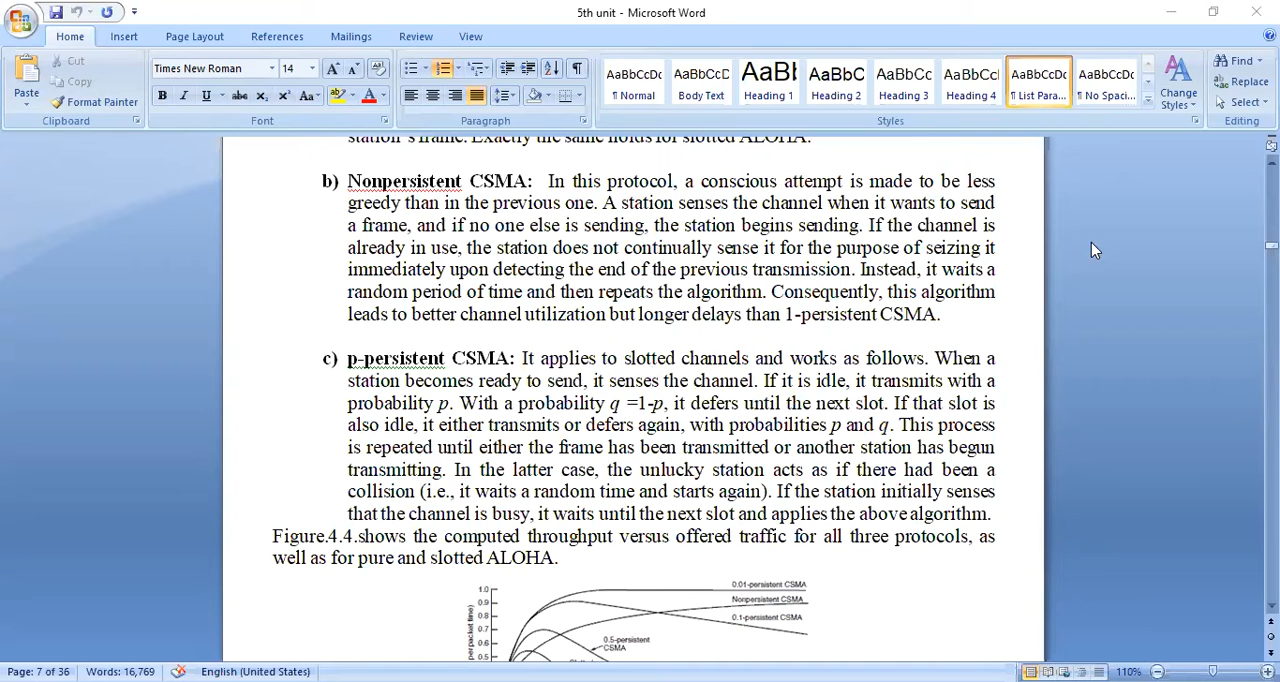 5th unit - Microsoft Word
Home Insert Page Layout References Mailings Review View
Paste
Cut
Copy
Format Painter
Clipboard
Times New Roman 14
B I U abc x₂ x² Aa A
Font
Paragraph
AaBbCcDc AaBbCcD AaBb AaBbC AaBbCc AaBbCcl AaBbCcDc AaBbCcDc
¶ Normal Body Text Heading 1 Heading 2 Heading 3 Heading 4 ¶ List Para... ¶ No Spaci...
Change Styles
Styles
Find
Replace
Select
Editing
station's frame. Exactly the same holds for slotted ALOHA.
b) Nonpersistent CSMA: In this protocol, a conscious attempt is made to be less
greedy than in the previous one. A station senses the channel when it wants to send
a frame, and if no one else is sending, the station begins sending. If the channel is
already in use, the station does not continually sense it for the purpose of seizing it
immediately upon detecting the end of the previous transmission. Instead, it waits a
random period of time and then repeats the algorithm. Consequently, this algorithm
leads to better channel utilization but longer delays than 1-persistent CSMA.
c) p-persistent CSMA: It applies to slotted channels and works as follows. When a
station becomes ready to send, it senses the channel. If it is idle, it transmits with a
probability p. With a probability q =1-p, it defers until the next slot. If that slot is
also idle, it either transmits or defers again, with probabilities p and q. This process
is repeated until either the frame has been transmitted or another station has begun
transmitting. In the latter case, the unlucky station acts as if there had been a
collision (i.e., it waits a random time and starts again). If the station initially senses
that the channel is busy, it waits until the next slot and applies the above algorithm.
Figure.4.4.shows the computed throughput versus offered traffic for all three protocols, as
well as for pure and slotted ALOHA.
1.0
0.9
0.8
0.7
0.6
0.5
0.01-persistent CSMA
Nonpersistent CSMA
0.1-persistent CSMA
0.5-persistent
CSMA
Page: 7 of 36 Words: 16,769 English (United States) 110%